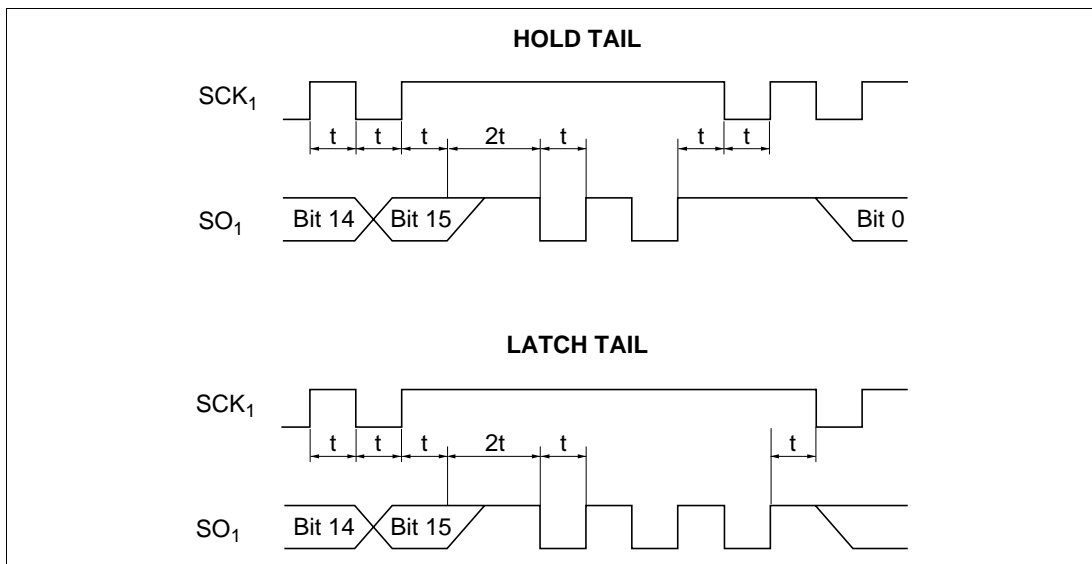 HOLD TAIL
SCK1
t t t 2t t t t
SO1 Bit 14 Bit 15 Bit 0
LATCH TAIL
SCK1
t t t 2t t t
SO1 Bit 14 Bit 15